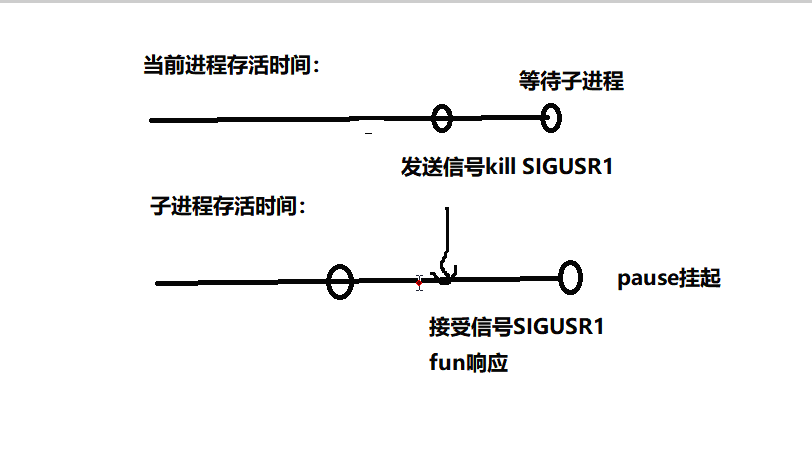 当前进程存活时间：
等待子进程
发送信号kill SIGUSR1
子进程存活时间：
pause挂起
接受信号SIGUSR1
fun响应